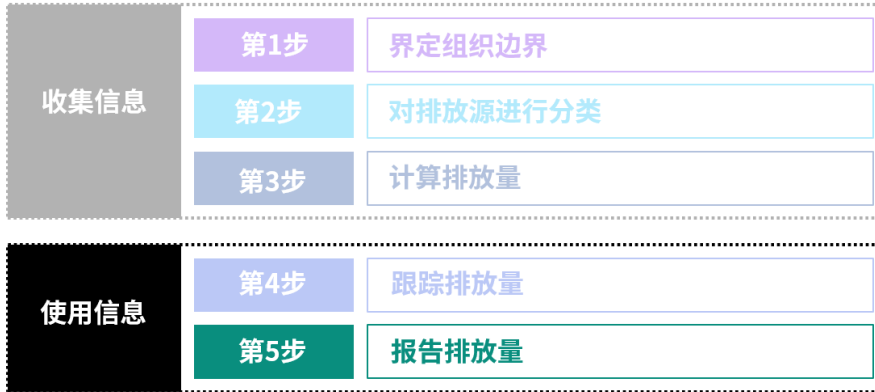 收集信息
第1步
界定组织边界
第2步
对排放源进行分类
第3步
计算排放量
使用信息
第4步
跟踪排放量
第5步
报告排放量